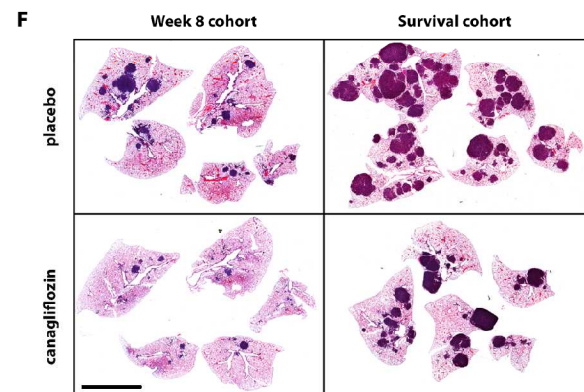 F
Week 8 cohort
Survival cohort
placebo
canagliflozin